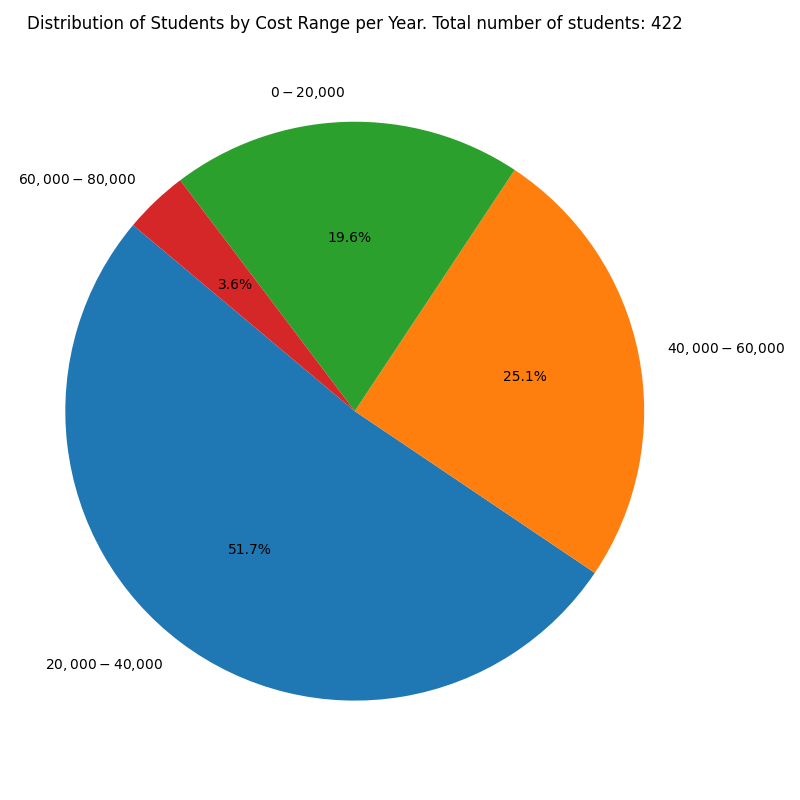 Distribution of Students by Cost Range per Year. Total number of students: 422
0 − 20,000
60, 000 − 80,000
19.6%
3.6%
40, 000 − 60,000
25.1%
51.7%
20, 000 − 40,000